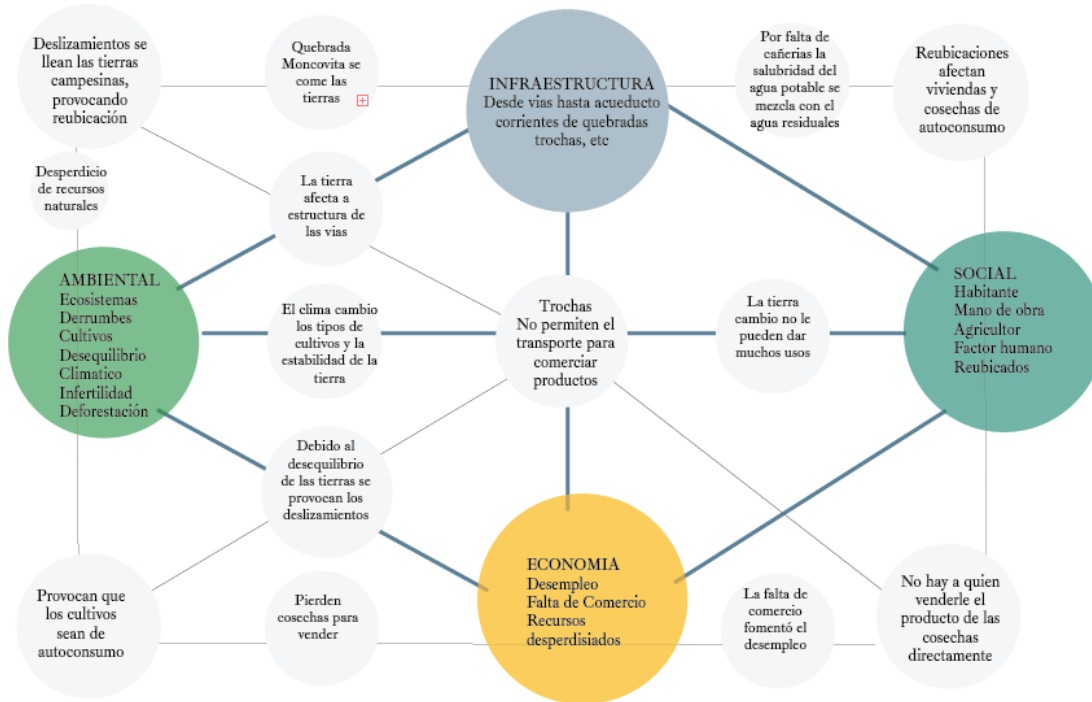 Deslizamientos se
llean las tierras
campesinas,
provocando
reubicación
Quebrada
Moncovita se
come las
tierras
INFRAESTRUCTURA
Desde vias hasta acueducto
corrientes de quebradas
trochas, etc
Por falta de
cañerias la
salubridad del
agua potable se
mezcla con el
agua residuales
Reubicaciones
afectan
viviendas y
cosechas de
autoconsumo
Desperdicio
de recursos
naturales
La tierra
afecta a
estructura de
las vias
AMBIENTAL
Ecosistemas
Derrumbes
Cultivos
Desequilibrio
Climatico
Infertilidad
Deforestación
El clima cambio
los tipos de
cultivos y la
estabilidad de la
tierra
Trochas
No permiten el
transporte para
comerciar
productos
La tierra
cambio no le
pueden dar
muchos usos
SOCIAL
Habitante
Mano de obra
Agricultor
Factor humano
Reubicados
Debido al
desequilibrio
de las tierras se
provocan los
deslizamientos
ECONOMIA
Desempleo
Falta de Comercio
Recursos
desperdisiados
Provocan que
los cultivos
sean de
autoconsumo
Pierden
cosechas para
vender
La falta de
comercio
fomentó el
desempleo
No hay a quien
venderle el
producto de las
cosechas
directamente